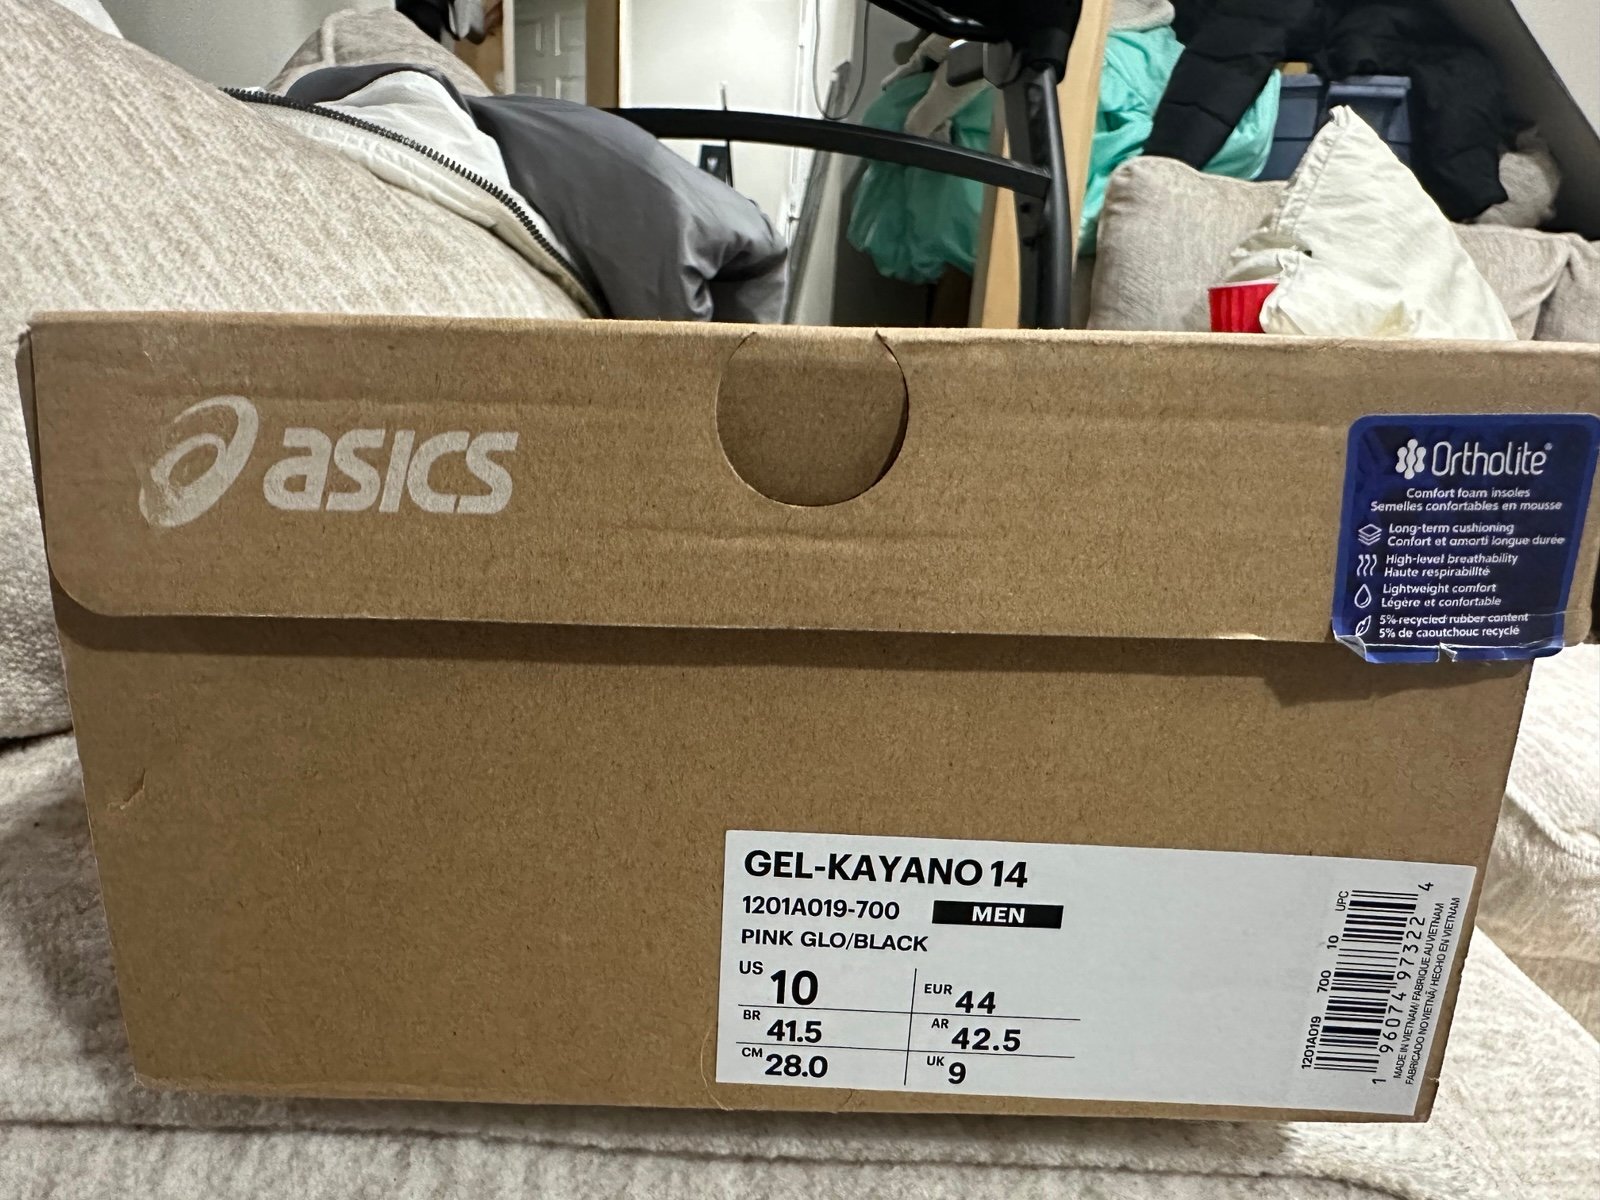 asics
Ortholite®
Comfort foam insoles
Semelles confortables en mousse
Long-term cushioning
Confort et amorti longue durée
High-level breathability
Haute respirabilité
Lightweight comfort
Légère et confortable
5% recycled rubber content
5% de caoutchouc recyclé
GEL-KAYANO 14
1201A019-700 MEN
PINK GLO/BLACK
US 10 EUR 44
BR 41.5 AR 42.5
CM 28.0 UK 9
1201A019 700 10 UPC
1 96074 97322 4
MADE IN VIETNAM/ FABRIQUE AU VIETNAM
FABRICADO NO VIETNÃ/ HECHO EN VIETNAM